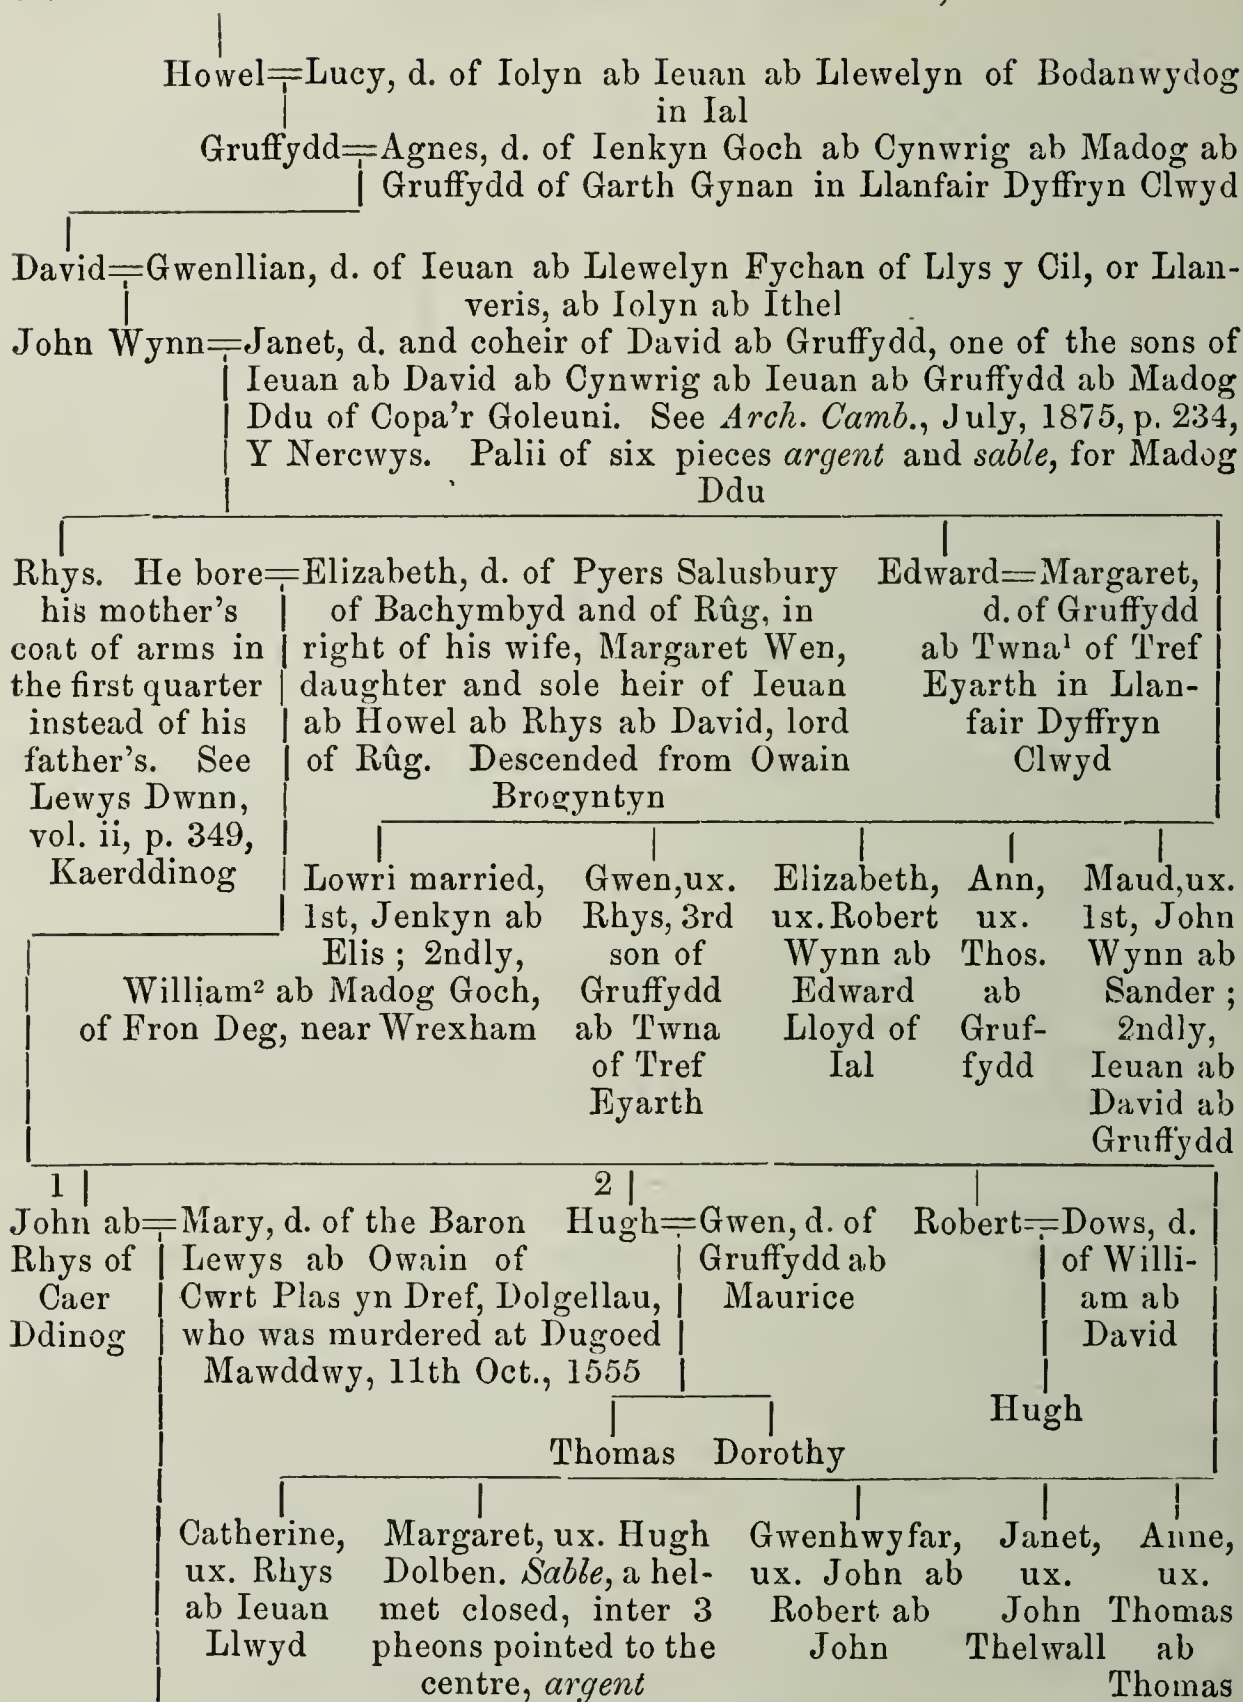 Howel=Lucy, d. of Iolyn ab Ieuan ab Llewelyn of Bodanwydog
in Ial
Gruffydd=Agnes, d. of Ienkyn Goch ab Cynwrig ab Madog ab
Gruffydd of Garth Gynan in Llanfair Dyffryn Clwyd
David=Gwenllian, d. of Ieuan ab Llewelyn Fychan of Llys y Cil, or Llan-
veris, ab Iolyn ab Ithel
John Wynn=Janet, d. and coheir of David ab Gruffydd, one of the sons of
Ieuan ab David ab Cynwrig ab Ieuan ab Gruffydd ab Madog
Ddu of Copa'r Goleuni. See Arch. Camb., July, 1875, p. 234,
Y Nercwys. Palii of six pieces argent and sable, for Madog
Ddu
Rhys. He bore
his mother's
coat of arms in
the first quarter
instead of his
father's. See
Lewys Dwnn,
vol. ii, p. 349,
Kaerddinog
=Elizabeth, d. of Pyers Salusbury
of Bachymbyd and of Rûg, in
right of his wife, Margaret Wen,
daughter and sole heir of Ieuan
ab Howel ab Rhys ab David, lord
of Rûg. Descended from Owain
Brogyntyn
Edward=Margaret,
d. of Gruffydd
ab Twna¹ of Tref
Eyarth in Llan-
fair Dyffryn
Clwyd
Lowri married,
1st, Jenkyn ab
Elis ; 2ndly,
William² ab Madog Goch,
of Fron Deg, near Wrexham
Gwen, ux.
Rhys, 3rd
son of
Gruffydd
ab Twna
of Tref
Eyarth
Elizabeth,
ux. Robert
Wynn ab
Edward
Lloyd of
Ial
Ann,
ux.
Thos.
ab
Gruf-
fydd
Maud, ux.
1st, John
Wynn ab
Sander ;
2ndly,
Ieuan ab
David ab
Gruffydd
1
John ab
Rhys of
Caer
Ddinog
=Mary, d. of the Baron
Lewys ab Owain of
Cwrt Plas yn Dref, Dolgellau,
who was murdered at Dugoed
Mawddwy, 11th Oct., 1555
2
Hugh=Gwen, d. of
Gruffydd ab
Maurice
Robert=Dows, d.
of Willi-
am ab
David
Hugh
Thomas Dorothy
Catherine,
ux. Rhys
ab Ieuan
Llwyd
Margaret, ux. Hugh
Dolben. Sable, a hel-
met closed, inter 3
pheons pointed to the
centre, argent
Gwenhwyfar,
ux. John ab
Robert ab
John
Janet,
ux.
John
Thelwall
Anne,
ux.
Thomas
ab
Thomas